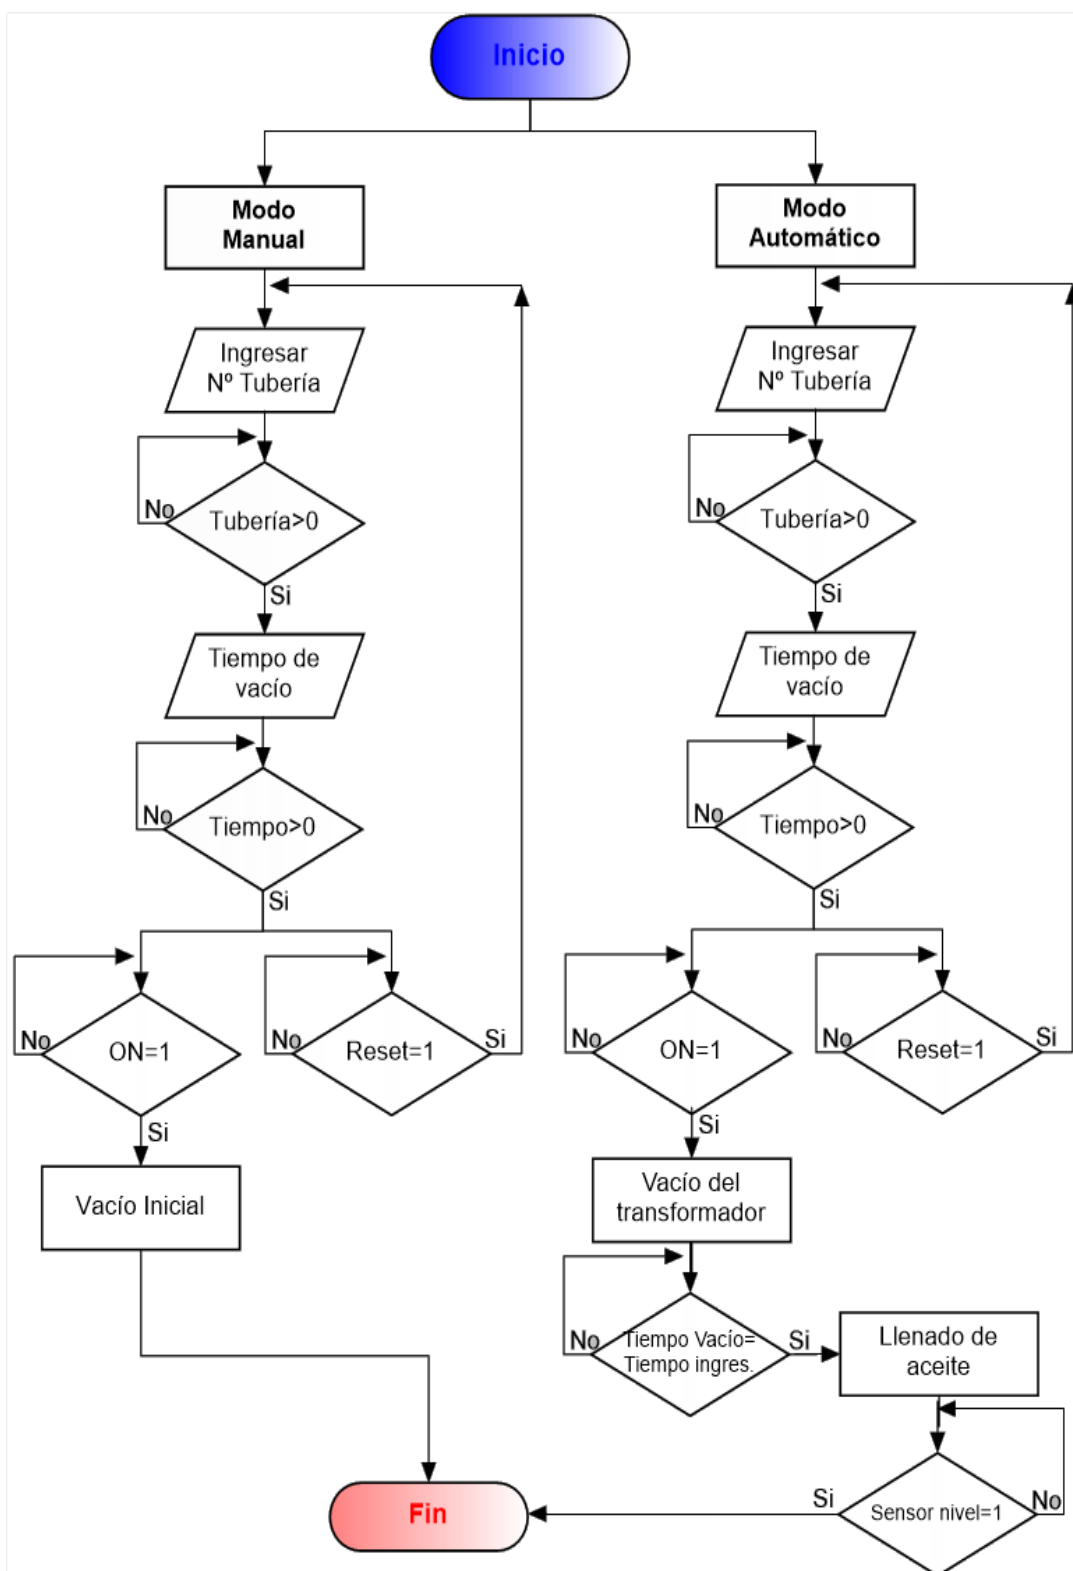 Inicio
Modo
Manual
Modo
Automático
Ingresar
Nº Tubería
Ingresar
Nº Tubería
No
Tubería>0
Si
No
Tubería>0
Si
Tiempo de
vacío
Tiempo de
vacío
No
Tiempo>0
Si
No
Tiempo>0
Si
No
ON=1
Si
No
Reset=1
Si
No
ON=1
Si
No
Reset=1
Si
Vacío Inicial
Vacío del
transformador
No
Tiempo Vacío=
Tiempo ingres.
Si
Llenado de
aceite
Si
Sensor nivel=1
No
Fin